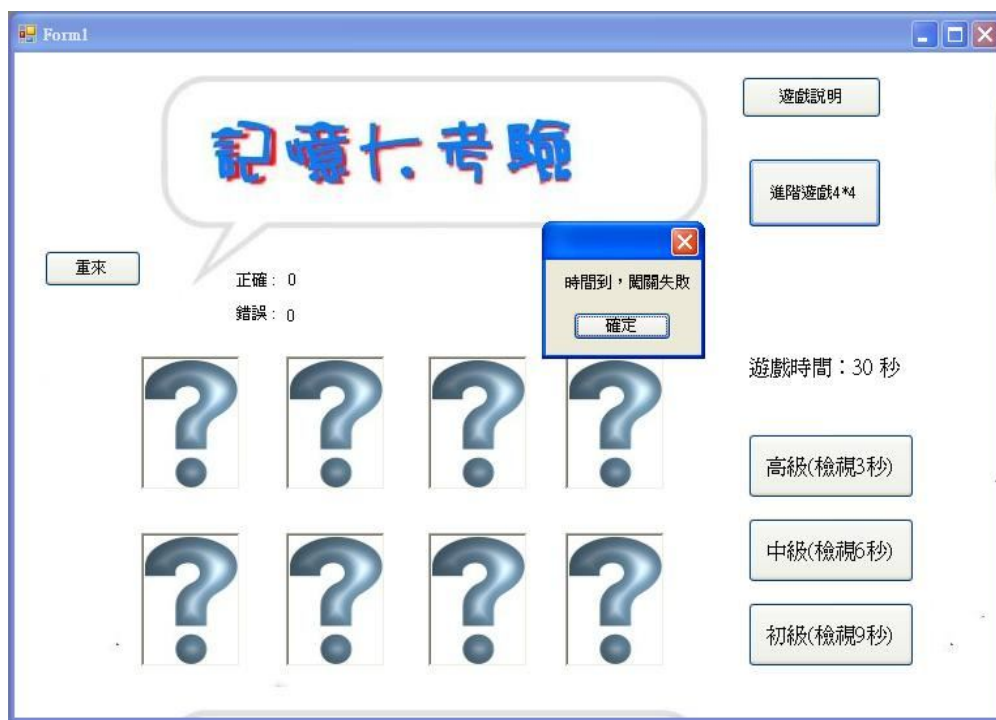 Form1
遊戲說明
記憶大考驗
進階遊戲4*4
重來
正確： 0
錯誤： 0
時間到，闖關失敗
確定
遊戲時間：30 秒
高級(檢視3秒)
中級(檢視6秒)
初級(檢視9秒)